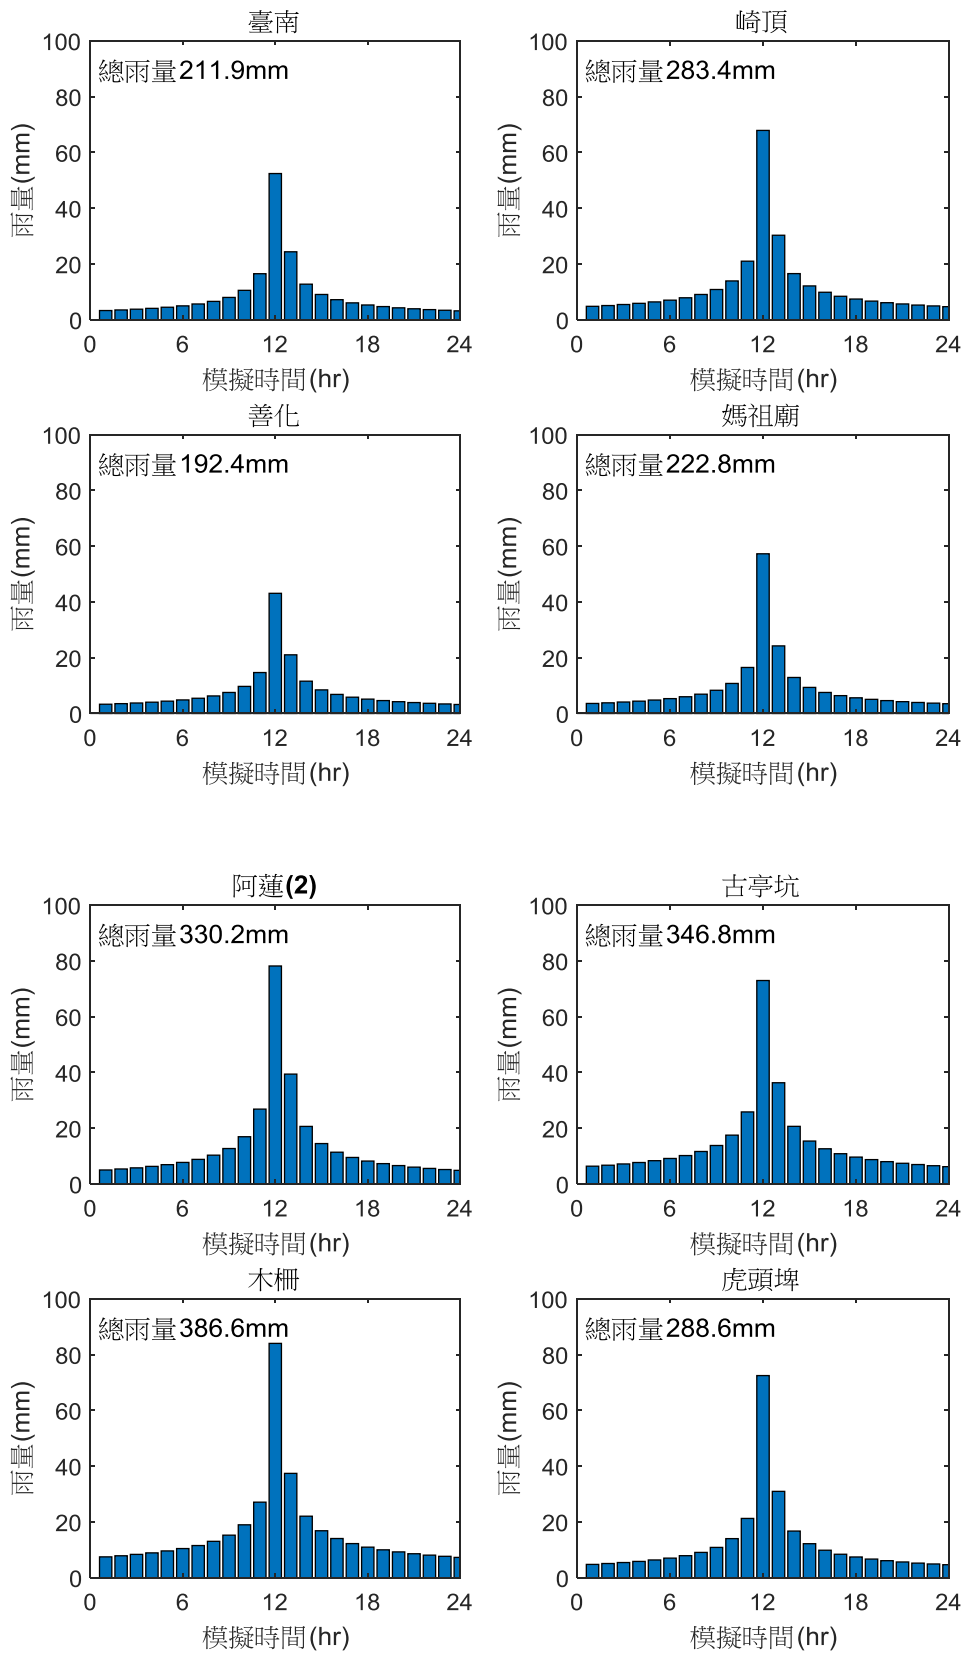 臺南
總雨量211.9mm
雨量(mm)
100
80
60
40
20
0
0 6 12 18 24
模擬時間(hr)
崎頂
總雨量283.4mm
雨量(mm)
100
80
60
40
20
0
0 6 12 18 24
模擬時間(hr)
善化
總雨量192.4mm
雨量(mm)
100
80
60
40
20
0
0 6 12 18 24
模擬時間(hr)
媽祖廟
總雨量222.8mm
雨量(mm)
100
80
60
40
20
0
0 6 12 18 24
模擬時間(hr)
阿蓮(2)
總雨量330.2mm
雨量(mm)
100
80
60
40
20
0
0 6 12 18 24
模擬時間(hr)
古亭坑
總雨量346.8mm
雨量(mm)
100
80
60
40
20
0
0 6 12 18 24
模擬時間(hr)
木柵
總雨量386.6mm
雨量(mm)
100
80
60
40
20
0
0 6 12 18 24
模擬時間(hr)
虎頭埤
總雨量288.6mm
雨量(mm)
100
80
60
40
20
0
0 6 12 18 24
模擬時間(hr)